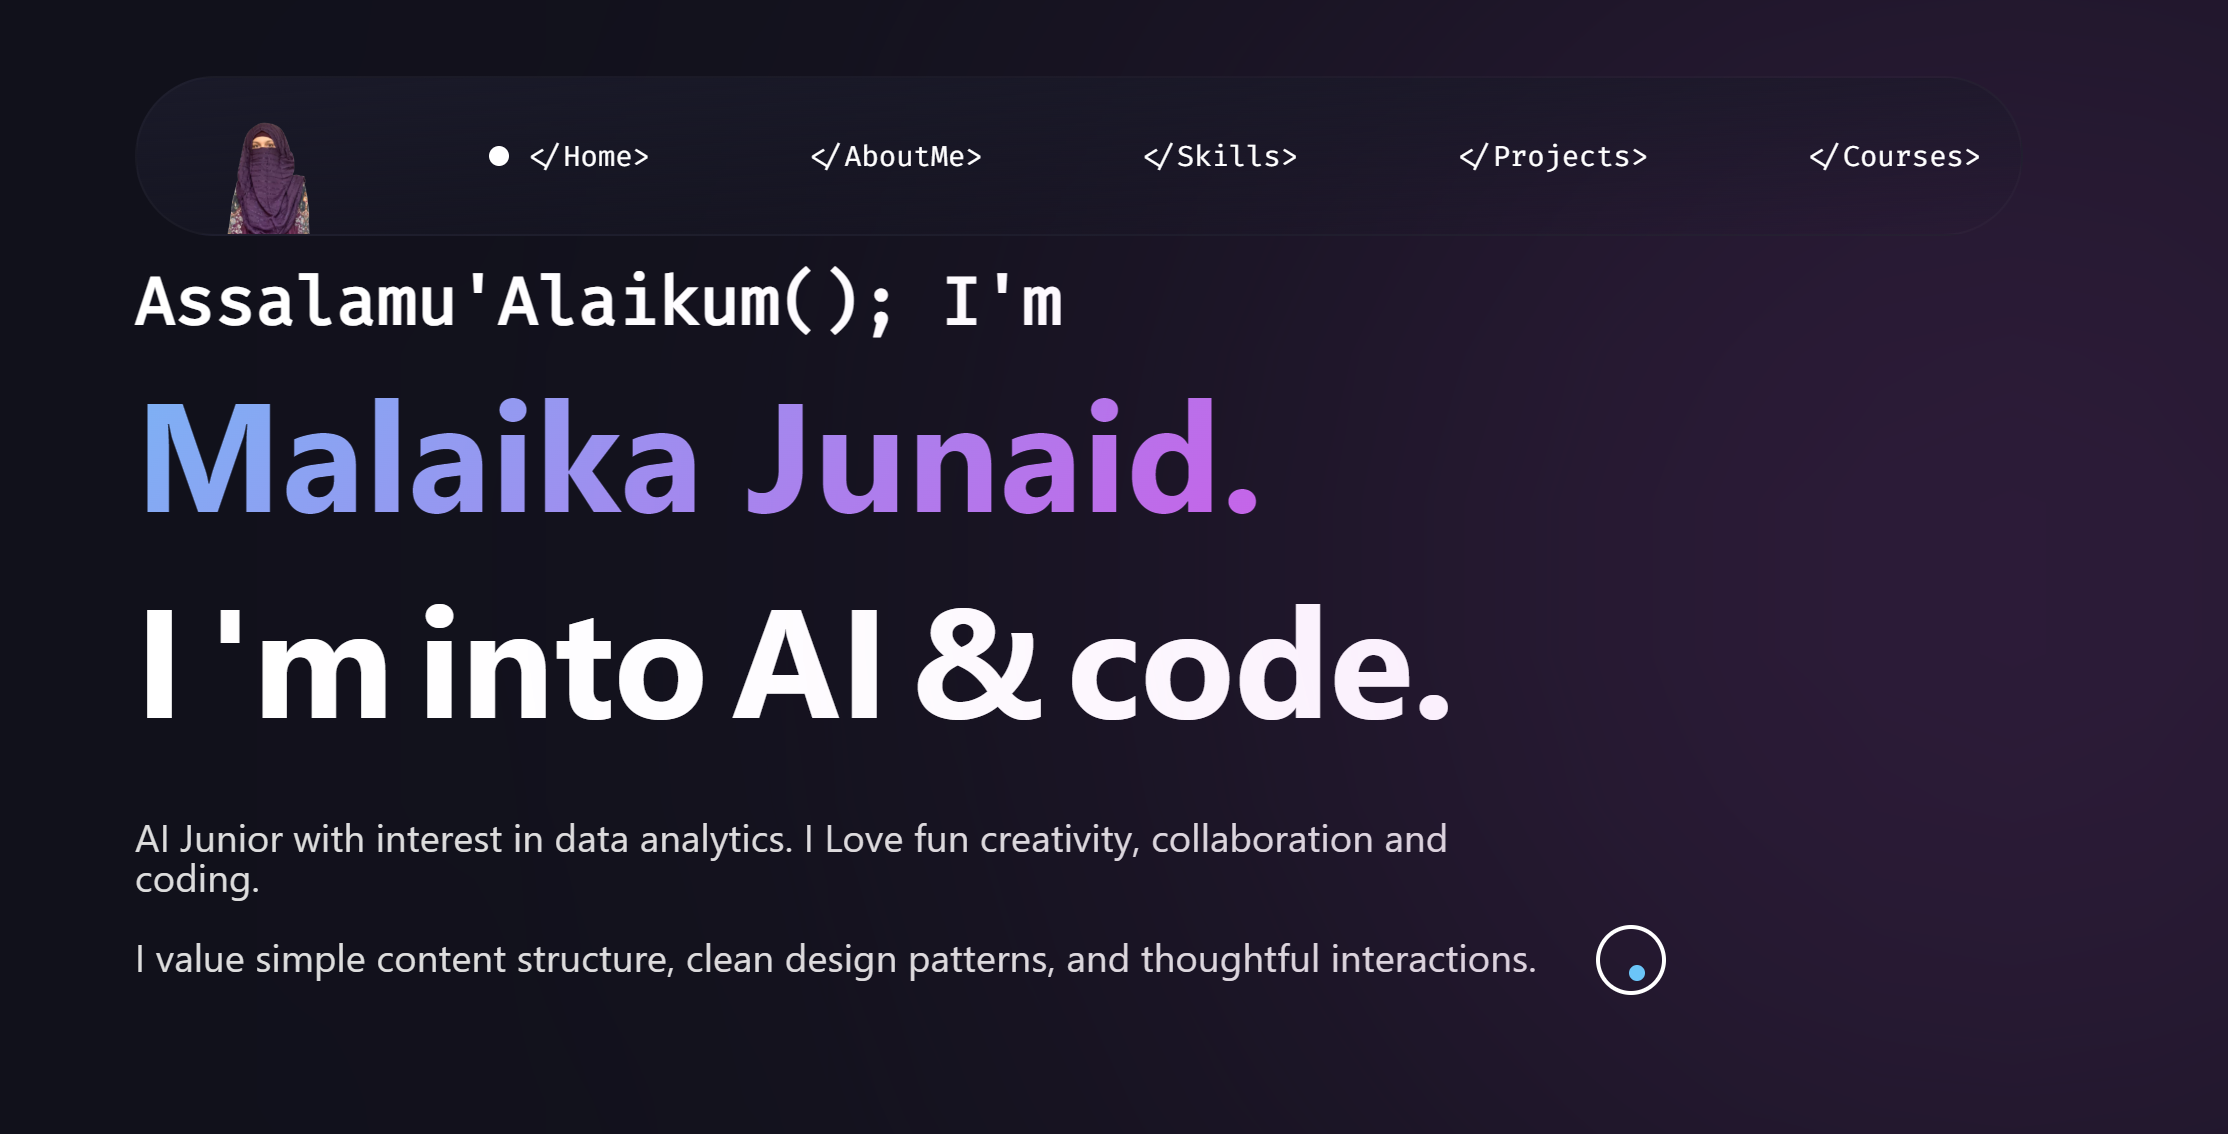 </Home> </AboutMe> </Skills> </Projects> </Courses>
Assalamu'Alaikum(); I'm
Malaika Junaid.
I 'm into AI & code.
AI Junior with interest in data analytics. I Love fun creativity, collaboration and
coding.
I value simple content structure, clean design patterns, and thoughtful interactions.